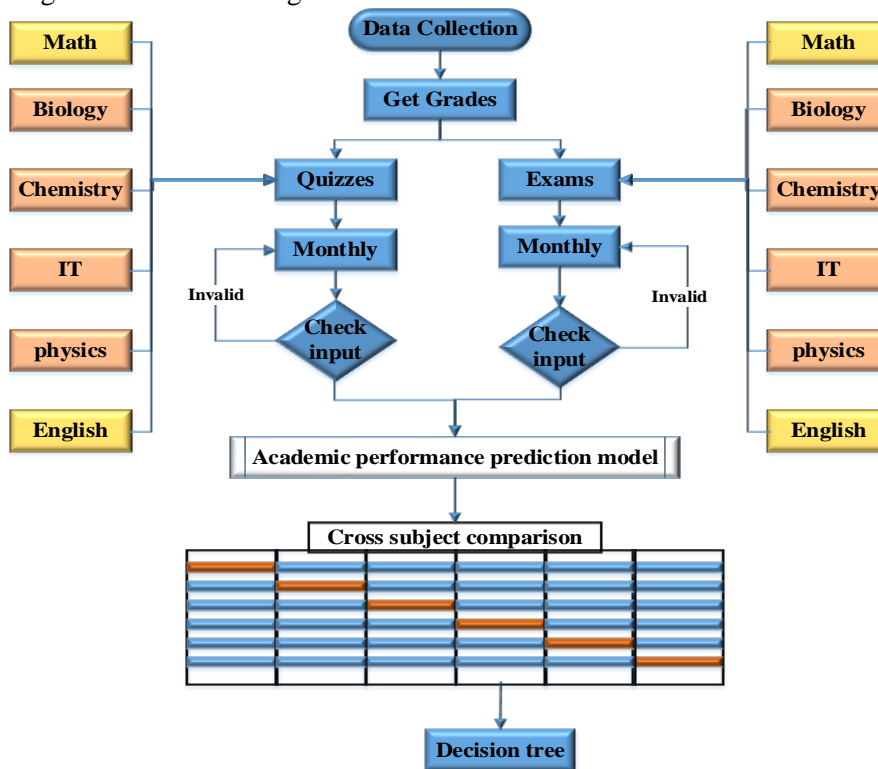 Data Collection
Math
Math
Get Grades
Biology
Biology
Quizzes
Exams
Chemistry
Chemistry
Monthly
Monthly
IT
IT
Invalid
Invalid
Check
input
Check
input
physics
physics
English
English
Academic performance prediction model
Cross subject comparison
Decision tree